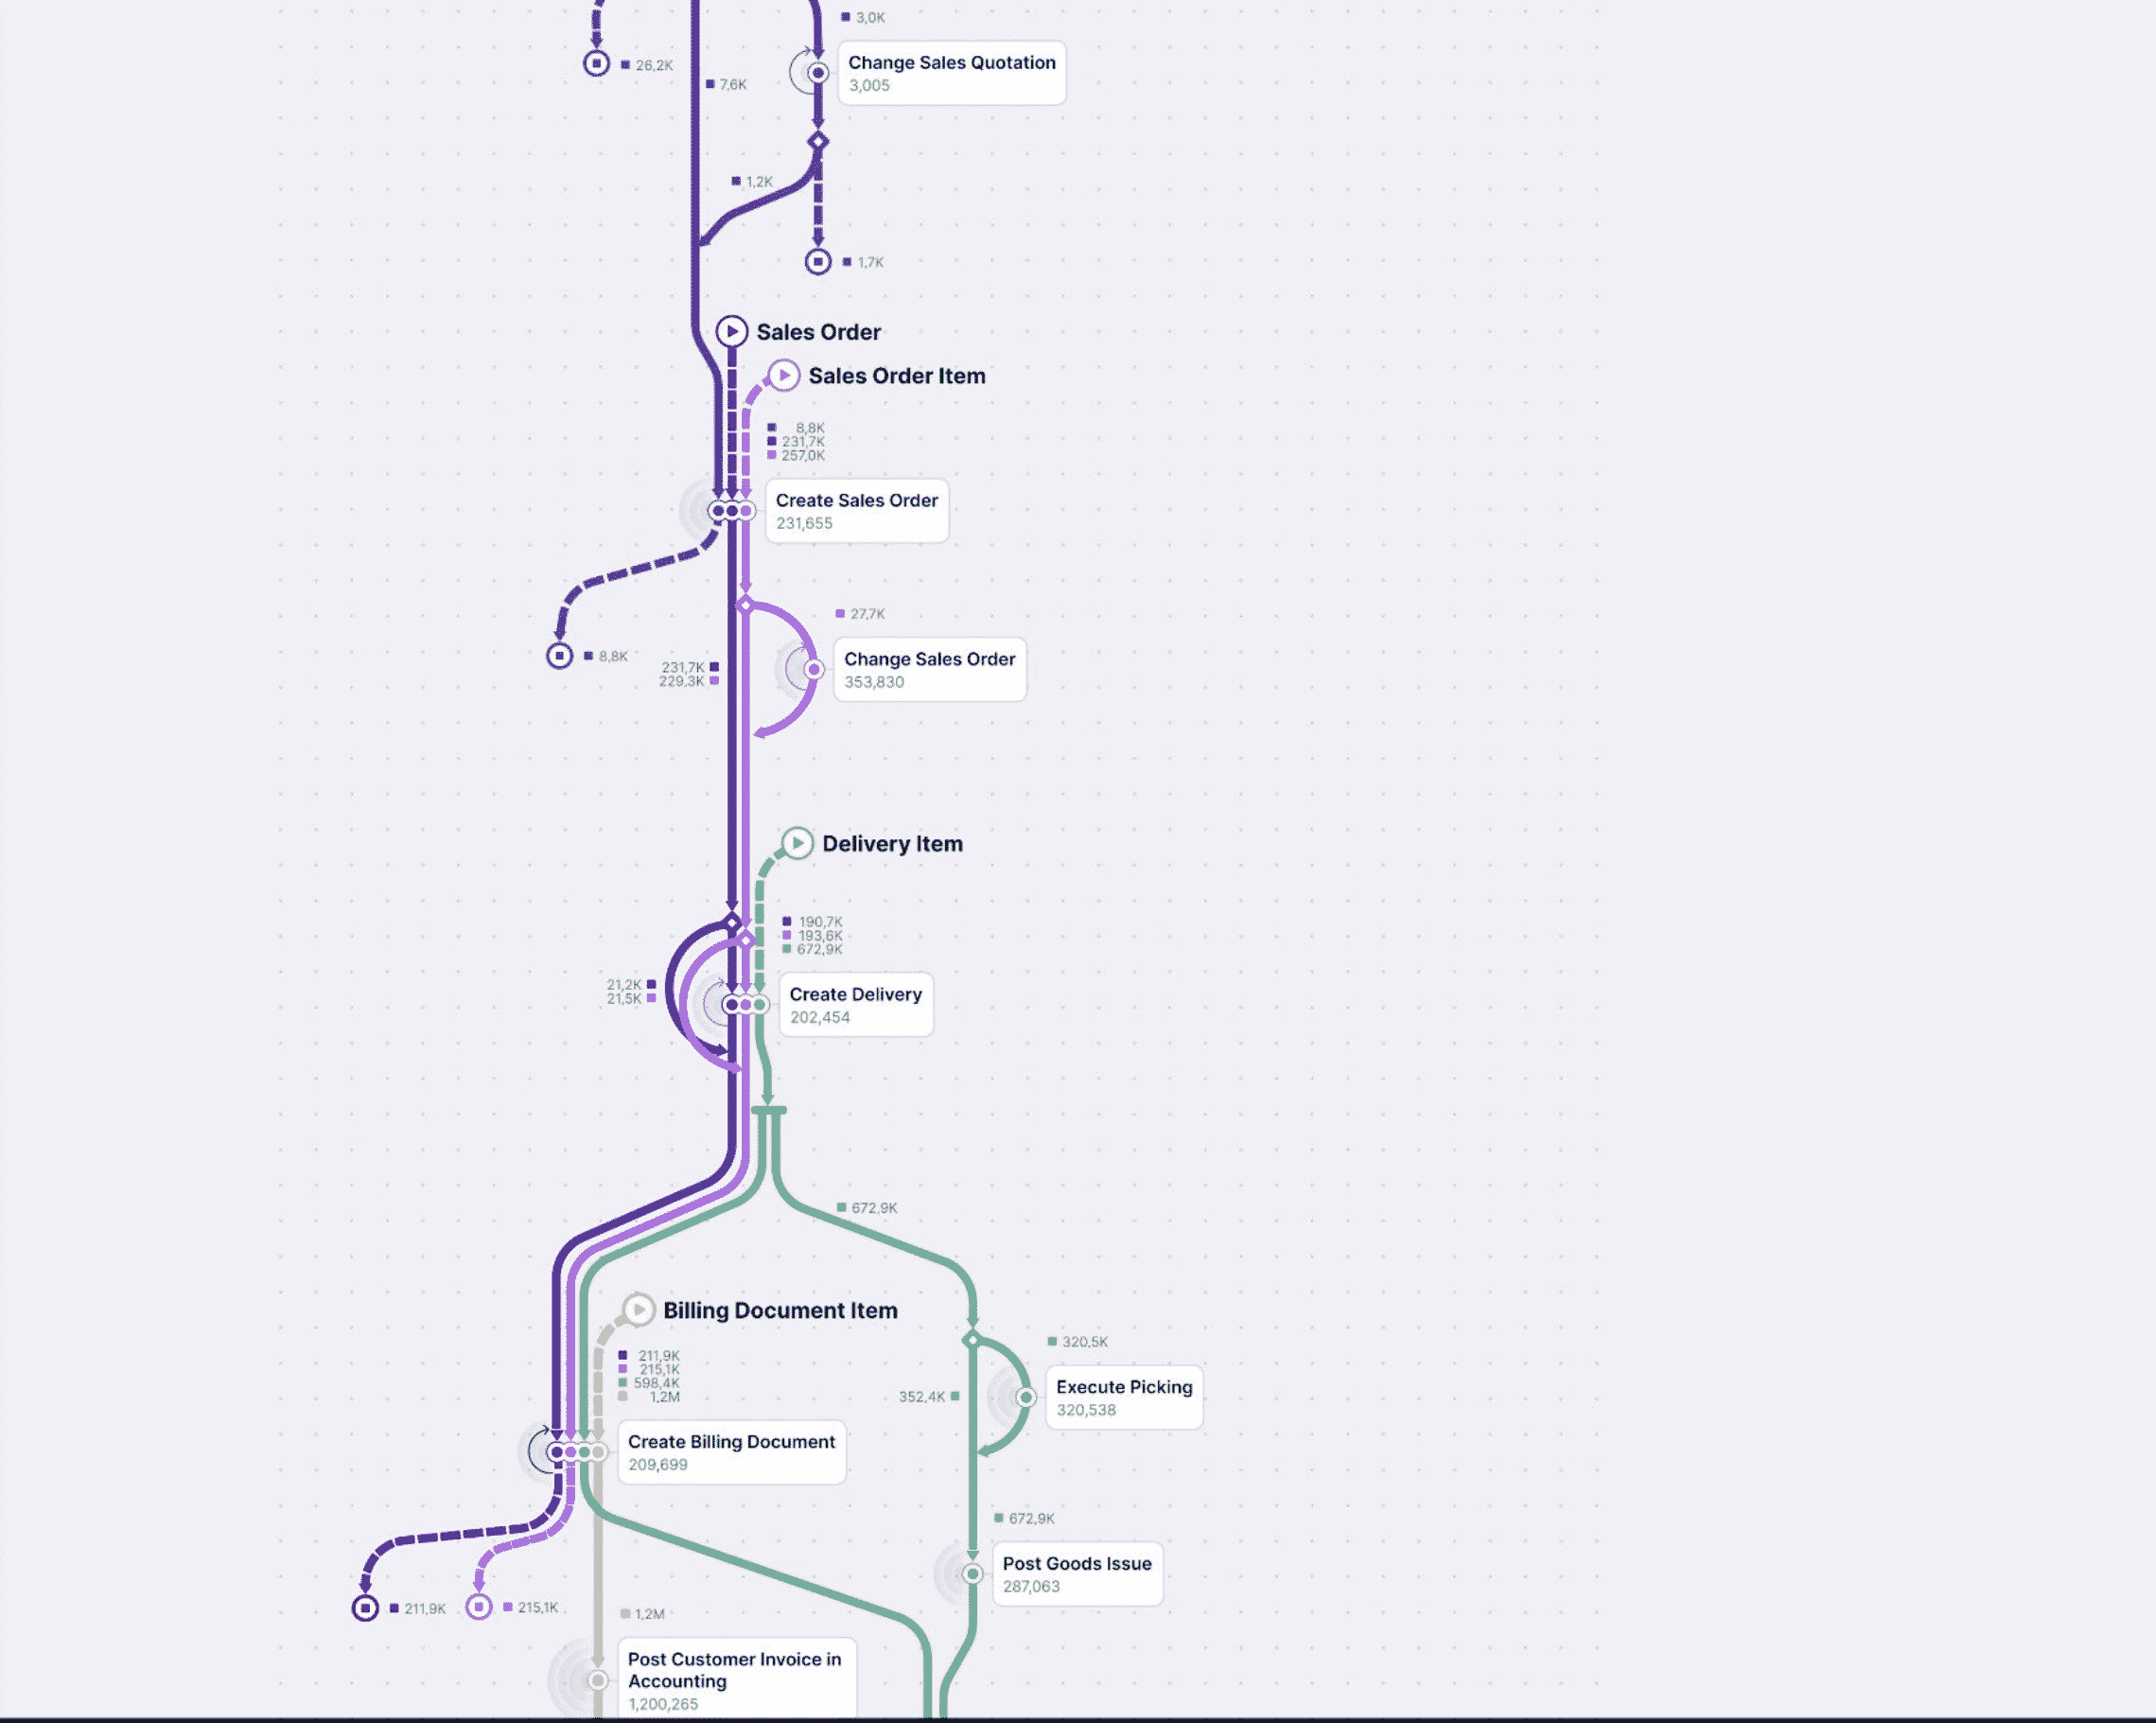 3,0K
Change Sales Quotation
3,005
26,2K
7,6K
1,2K
1,7K
Sales Order
Sales Order Item
8,8K
231,7K
257,0K
Create Sales Order
231,655
27,7K
8,8K
231,7K
229,3K
Change Sales Order
353,830
Delivery Item
190,7K
193,6K
672,9K
21,2K
21,5K
Create Delivery
202,454
672,9K
Billing Document Item
211,9K
215,1K
598,4K
1,2M
320,5K
352,4K
Execute Picking
320,538
Create Billing Document
209,699
672,9K
Post Goods Issue
287,063
211,9K
215,1K
1,2M
Post Customer Invoice in
Accounting
1,200,265